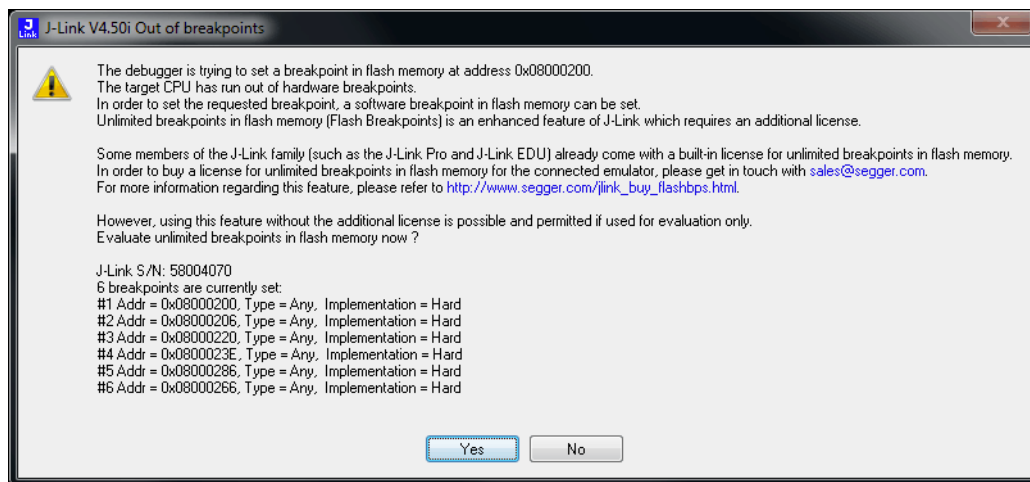 J-Link V4.50i Out of breakpoints
The debugger is trying to set a breakpoint in flash memory at address 0x08000200.
The target CPU has run out of hardware breakpoints.
In order to set the requested breakpoint, a software breakpoint in flash memory can be set.
Unlimited breakpoints in flash memory (Flash Breakpoints) is an enhanced feature of J-Link which requires an additional license.
Some members of the J-Link family (such as the J-Link Pro and J-Link EDU) already come with a built-in license for unlimited breakpoints in flash memory.
In order to buy a license for unlimited breakpoints in flash memory for the connected emulator, please get in touch with sales@segger.com.
For more information regarding this feature, please refer to http://www.segger.com/jlink_buy_flashbps.html.
However, using this feature without the additional license is possible and permitted if used for evaluation only.
Evaluate unlimited breakpoints in flash memory now ?
J-Link S/N: 58004070
6 breakpoints are currently set:
#1 Addr = 0x08000200, Type = Any, Implementation = Hard
#2 Addr = 0x08000206, Type = Any, Implementation = Hard
#3 Addr = 0x08000220, Type = Any, Implementation = Hard
#4 Addr = 0x0800023E, Type = Any, Implementation = Hard
#5 Addr = 0x08000286, Type = Any, Implementation = Hard
#6 Addr = 0x08000266, Type = Any, Implementation = Hard
Yes No